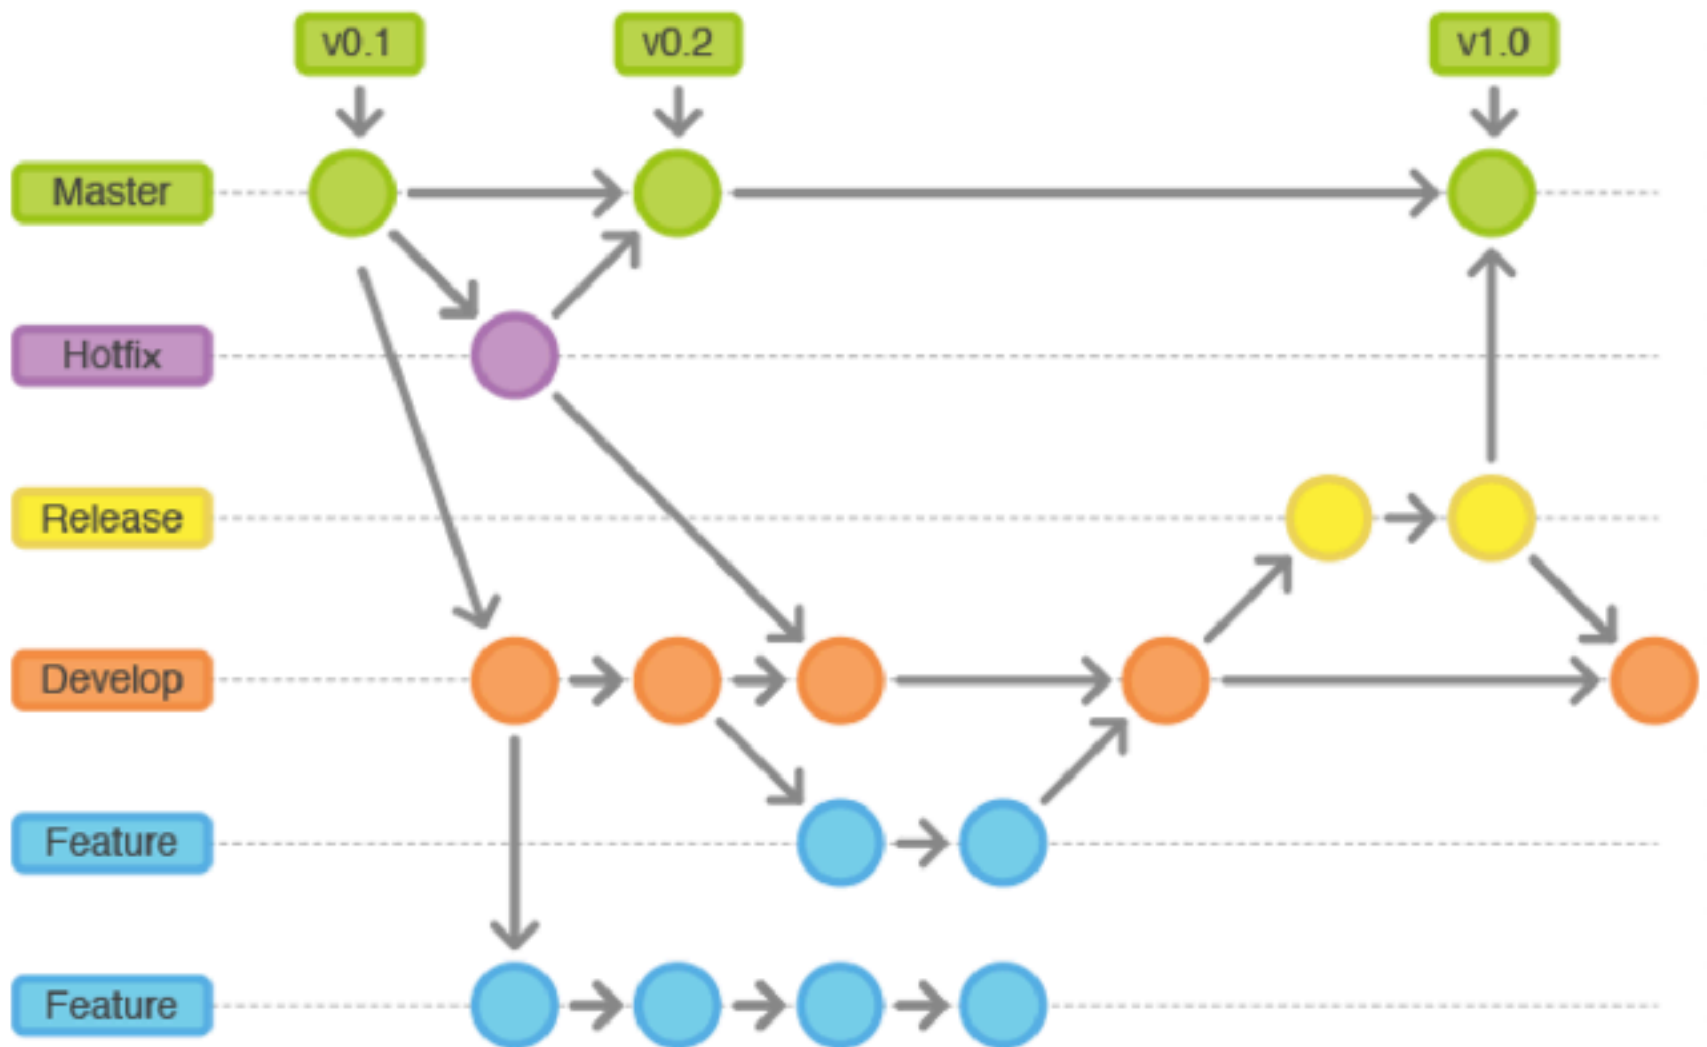 v0.1
v0.2
v1.0
Master
Hotfix
Release
Develop
Feature
Feature